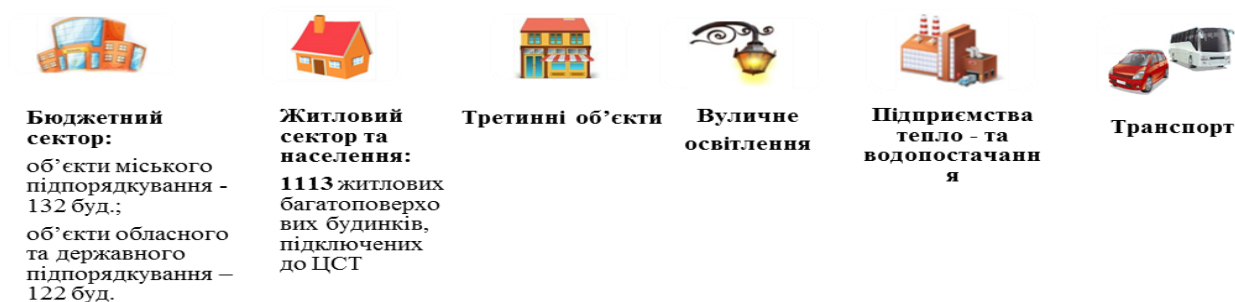 Бюджетний
сектор:
об’єкти міського
підпорядкування -
132 буд.;
об’єкти обласного
та державного
підпорядкування –
122 буд.
Житловий
сектор та
населення:
1113 житлових
багатоповерхо
вих будинків,
підключених
до ЦСТ
Третинні об’єкти
Вуличне
освітлення
Підприємства
тепло - та
водопостачанн
я
Транспорт